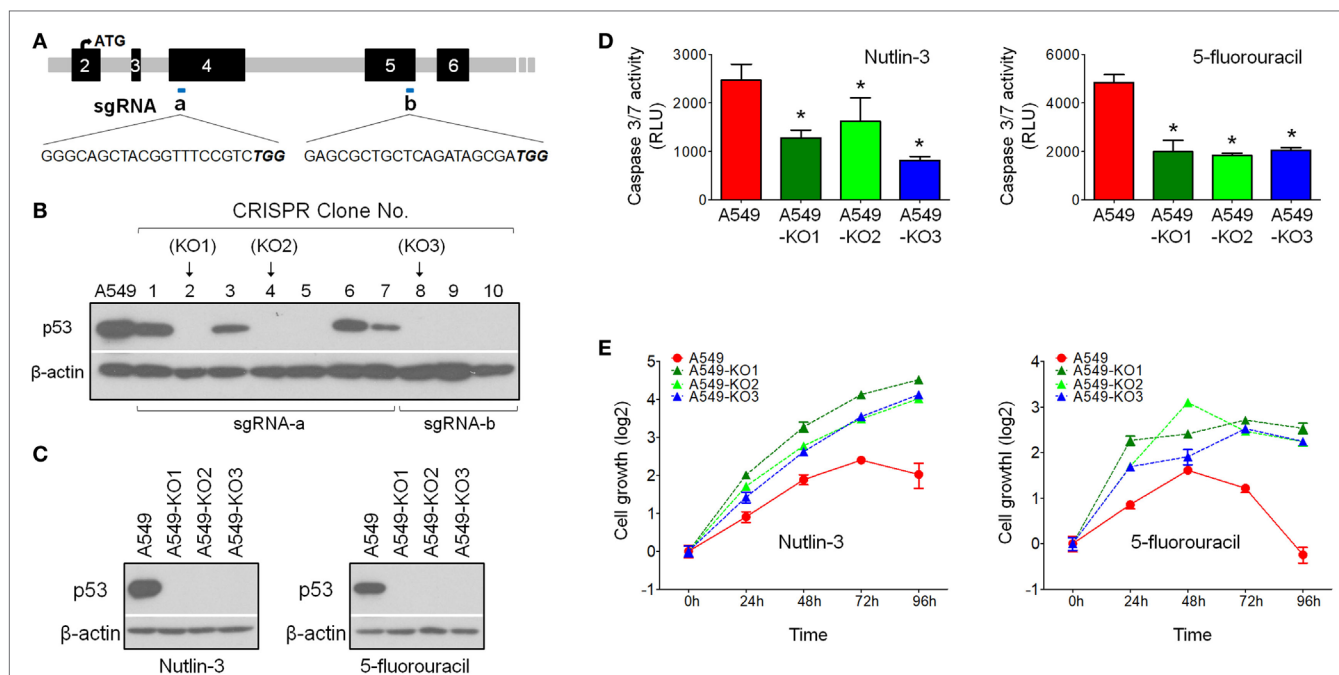 A
ATG
2
3
4
5
6
sgRNA
a
b
GGGCAGCTACGGTTTCCGTCTGG
GAGCGCTGCTCAGATAGCGATGG
B
CRISPR Clone No.
(KO1) (KO2) (KO3)
A549 1 2 3 4 5 6 7 8 9 10
p53
β-actin
sgRNA-a sgRNA-b
C
A549
A549-KO1
A549-KO2
A549-KO3
p53
β-actin
Nutlin-3
A549
A549-KO1
A549-KO2
A549-KO3
p53
β-actin
5-fluorouracil
D
Nutlin-3
Caspase 3/7 activity
(RLU)
3000
2000
1000
0
* * *
A549
A549
-KO1
A549
-KO2
A549
-KO3
5-fluorouracil
Caspase 3/7 activity
(RLU)
6000
4000
2000
0
* * *
A549
A549
-KO1
A549
-KO2
A549
-KO3
E
A549
A549-KO1
A549-KO2
A549-KO3
Cell growth (log2)
5
4
3
2
1
0
-1
Nutlin-3
0h 24h 48h 72h 96h
Time
A549
A549-KO1
A549-KO2
A549-KO3
Cell growthl (log2)
4
3
2
1
0
-1
5-fluorouracil
0h 24h 48h 72h 96h
Time